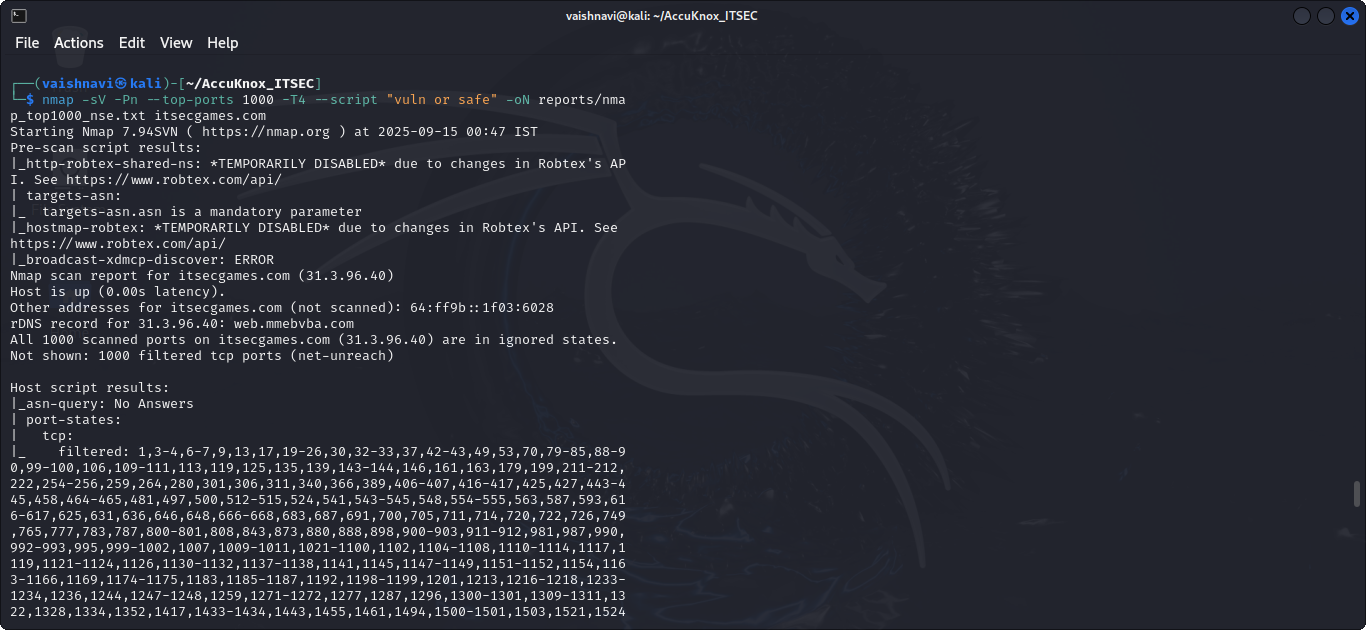 vaishnavi@kali: ~/AccuKnox_ITSEC
File Actions Edit View Help
┌──(vaishnavi㉿kali)-[~/AccuKnox_ITSEC]
└─$ nmap -sV -Pn --top-ports 1000 -T4 --script "vuln or safe" -oN reports/nma
p_top1000_nse.txt itsecgames.com
Starting Nmap 7.94SVN ( https://nmap.org ) at 2025-09-15 00:47 IST
Pre-scan script results:
|_http-robtex-shared-ns: *TEMPORARILY DISABLED* due to changes in Robtex's AP
I. See https://www.robtex.com/api/
| targets-asn:
|_  targets-asn.asn is a mandatory parameter
|_hostmap-robtex: *TEMPORARILY DISABLED* due to changes in Robtex's API. See
https://www.robtex.com/api/
|_broadcast-xdmcp-discover: ERROR
Nmap scan report for itsecgames.com (31.3.96.40)
Host is up (0.00s latency).
Other addresses for itsecgames.com (not scanned): 64:ff9b::1f03:6028
rDNS record for 31.3.96.40: web.mmebvba.com
All 1000 scanned ports on itsecgames.com (31.3.96.40) are in ignored states.
Not shown: 1000 filtered tcp ports (net-unreach)
Host script results:
|_asn-query: No Answers
| port-states:
|   tcp:
|_    filtered: 1,3-4,6-7,9,13,17,19-26,30,32-33,37,42-43,49,53,70,79-85,88-9
0,99-100,106,109-111,113,119,125,135,139,143-144,146,161,163,179,199,211-212,
222,254-256,259,264,280,301,306,311,340,366,389,406-407,416-417,425,427,443-4
45,458,464-465,481,497,500,512-515,524,541,543-545,548,554-555,563,587,593,61
6-617,625,631,636,646,648,666-668,683,687,691,700,705,711,714,720,722,726,749
,765,777,783,787,800-801,808,843,873,880,888,898,900-903,911-912,981,987,990,
992-993,995,999-1002,1007,1009-1011,1021-1100,1102,1104-1108,1110-1114,1117,1
119,1121-1124,1126,1130-1132,1137-1138,1141,1145,1147-1149,1151-1152,1154,116
3-1166,1169,1174-1175,1183,1185-1187,1192,1198-1199,1201,1213,1216-1218,1233-
1234,1236,1244,1247-1248,1259,1271-1272,1277,1287,1296,1300-1301,1309-1311,13
22,1328,1334,1352,1417,1433-1434,1443,1455,1461,1494,1500-1501,1503,1521,1524